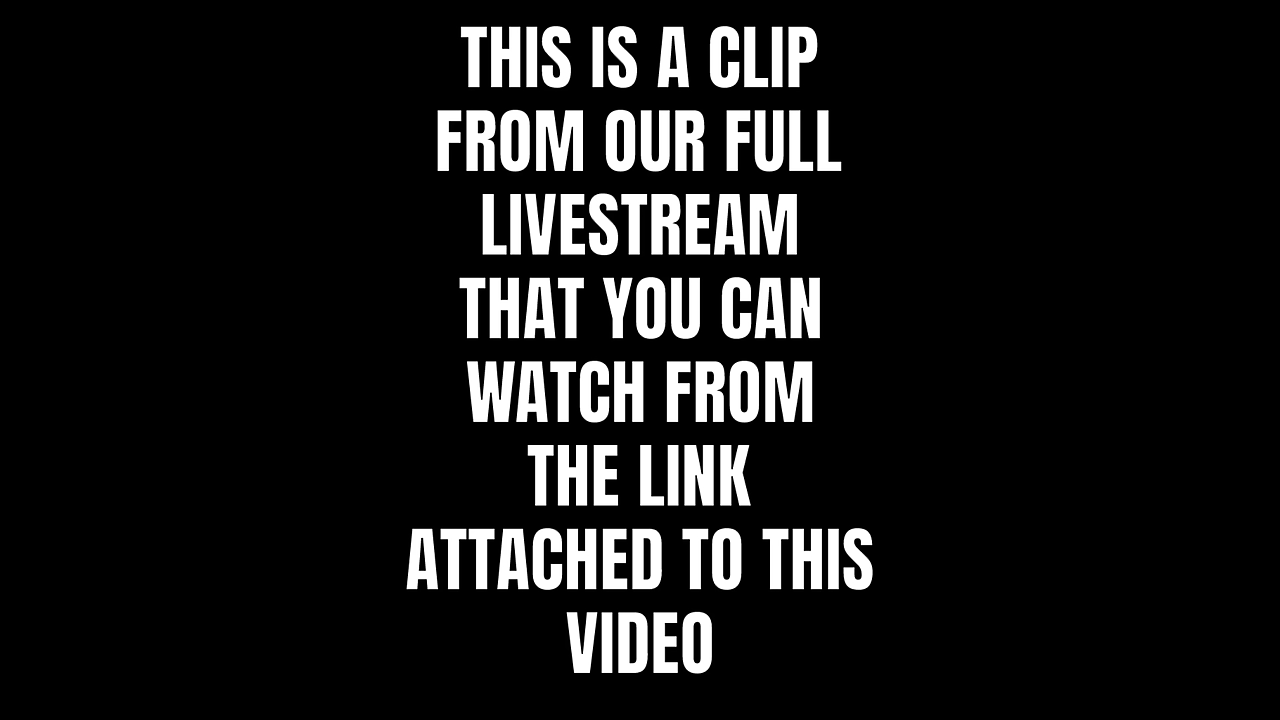 THIS IS A CLIP
FROM OUR FULL
LIVESTREAM
THAT YOU CAN
WATCH FROM
THE LINK
ATTACHED TO THIS
VIDEO